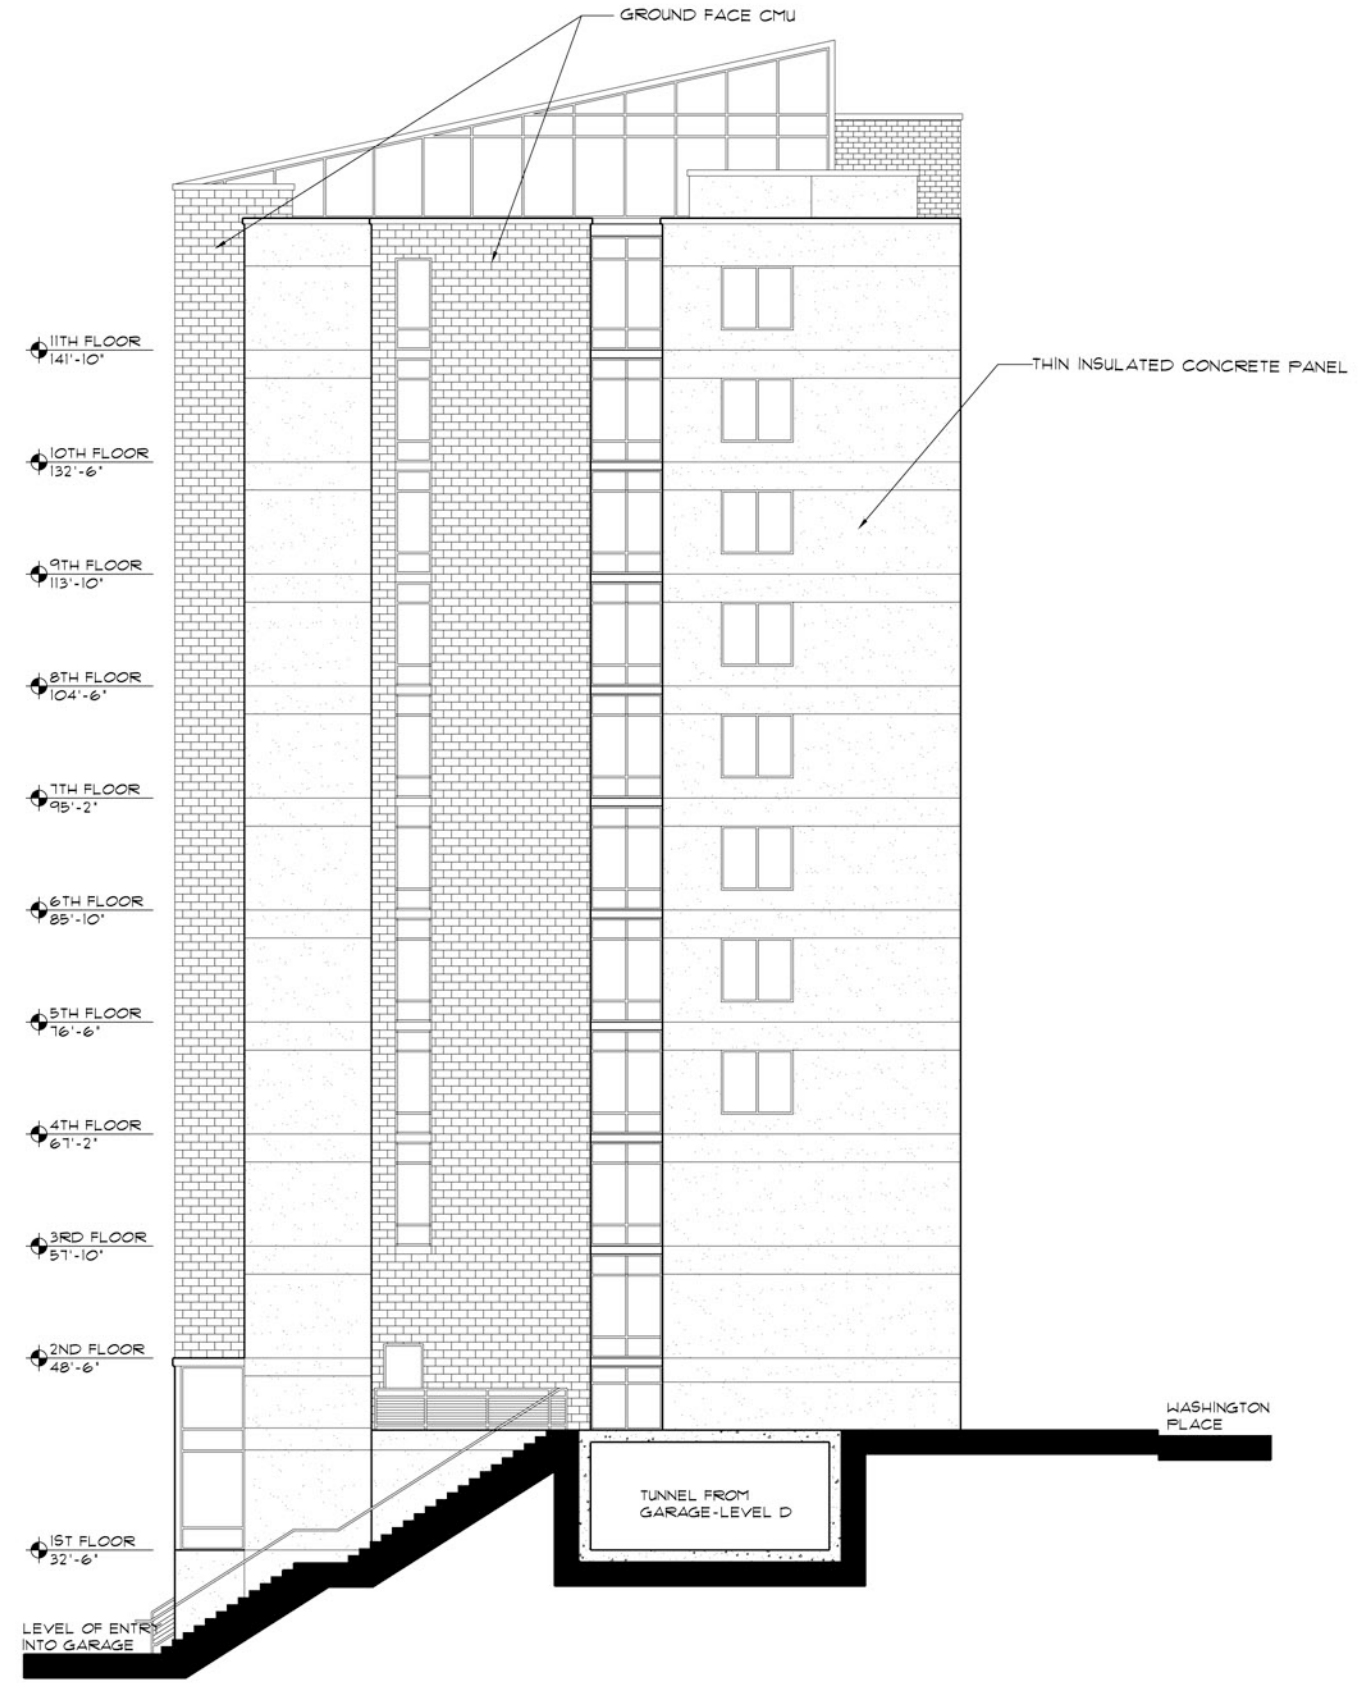 GROUND FACE CMU
11TH FLOOR
141'-10"
THIN INSULATED CONCRETE PANEL
10TH FLOOR
132'-6"
9TH FLOOR
113'-10"
8TH FLOOR
104'-6"
7TH FLOOR
95'-2"
6TH FLOOR
85'-10"
5TH FLOOR
76'-6"
4TH FLOOR
67'-2"
3RD FLOOR
57'-10"
2ND FLOOR
48'-6"
WASHINGTON
PLACE
TUNNEL FROM
GARAGE-LEVEL D
1ST FLOOR
32'-6"
LEVEL OF ENTRY
INTO GARAGE